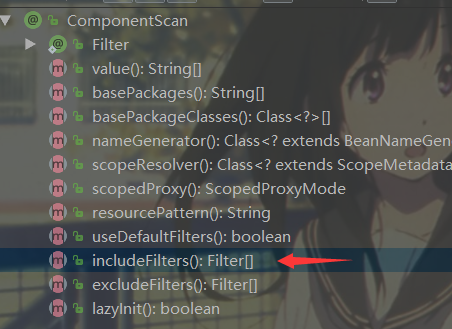 ComponentScan
Filter
value(): String[]
basePackages(): String[]
basePackageClasses(): Class<?>[]
nameGenerator(): Class<? extends BeanNameGen
scopeResolver(): Class<? extends ScopeMetadata
scopedProxy(): ScopedProxyMode
resourcePattern(): String
useDefaultFilters(): boolean
includeFilters(): Filter[]
excludeFilters(): Filter[]
lazyInit(): boolean